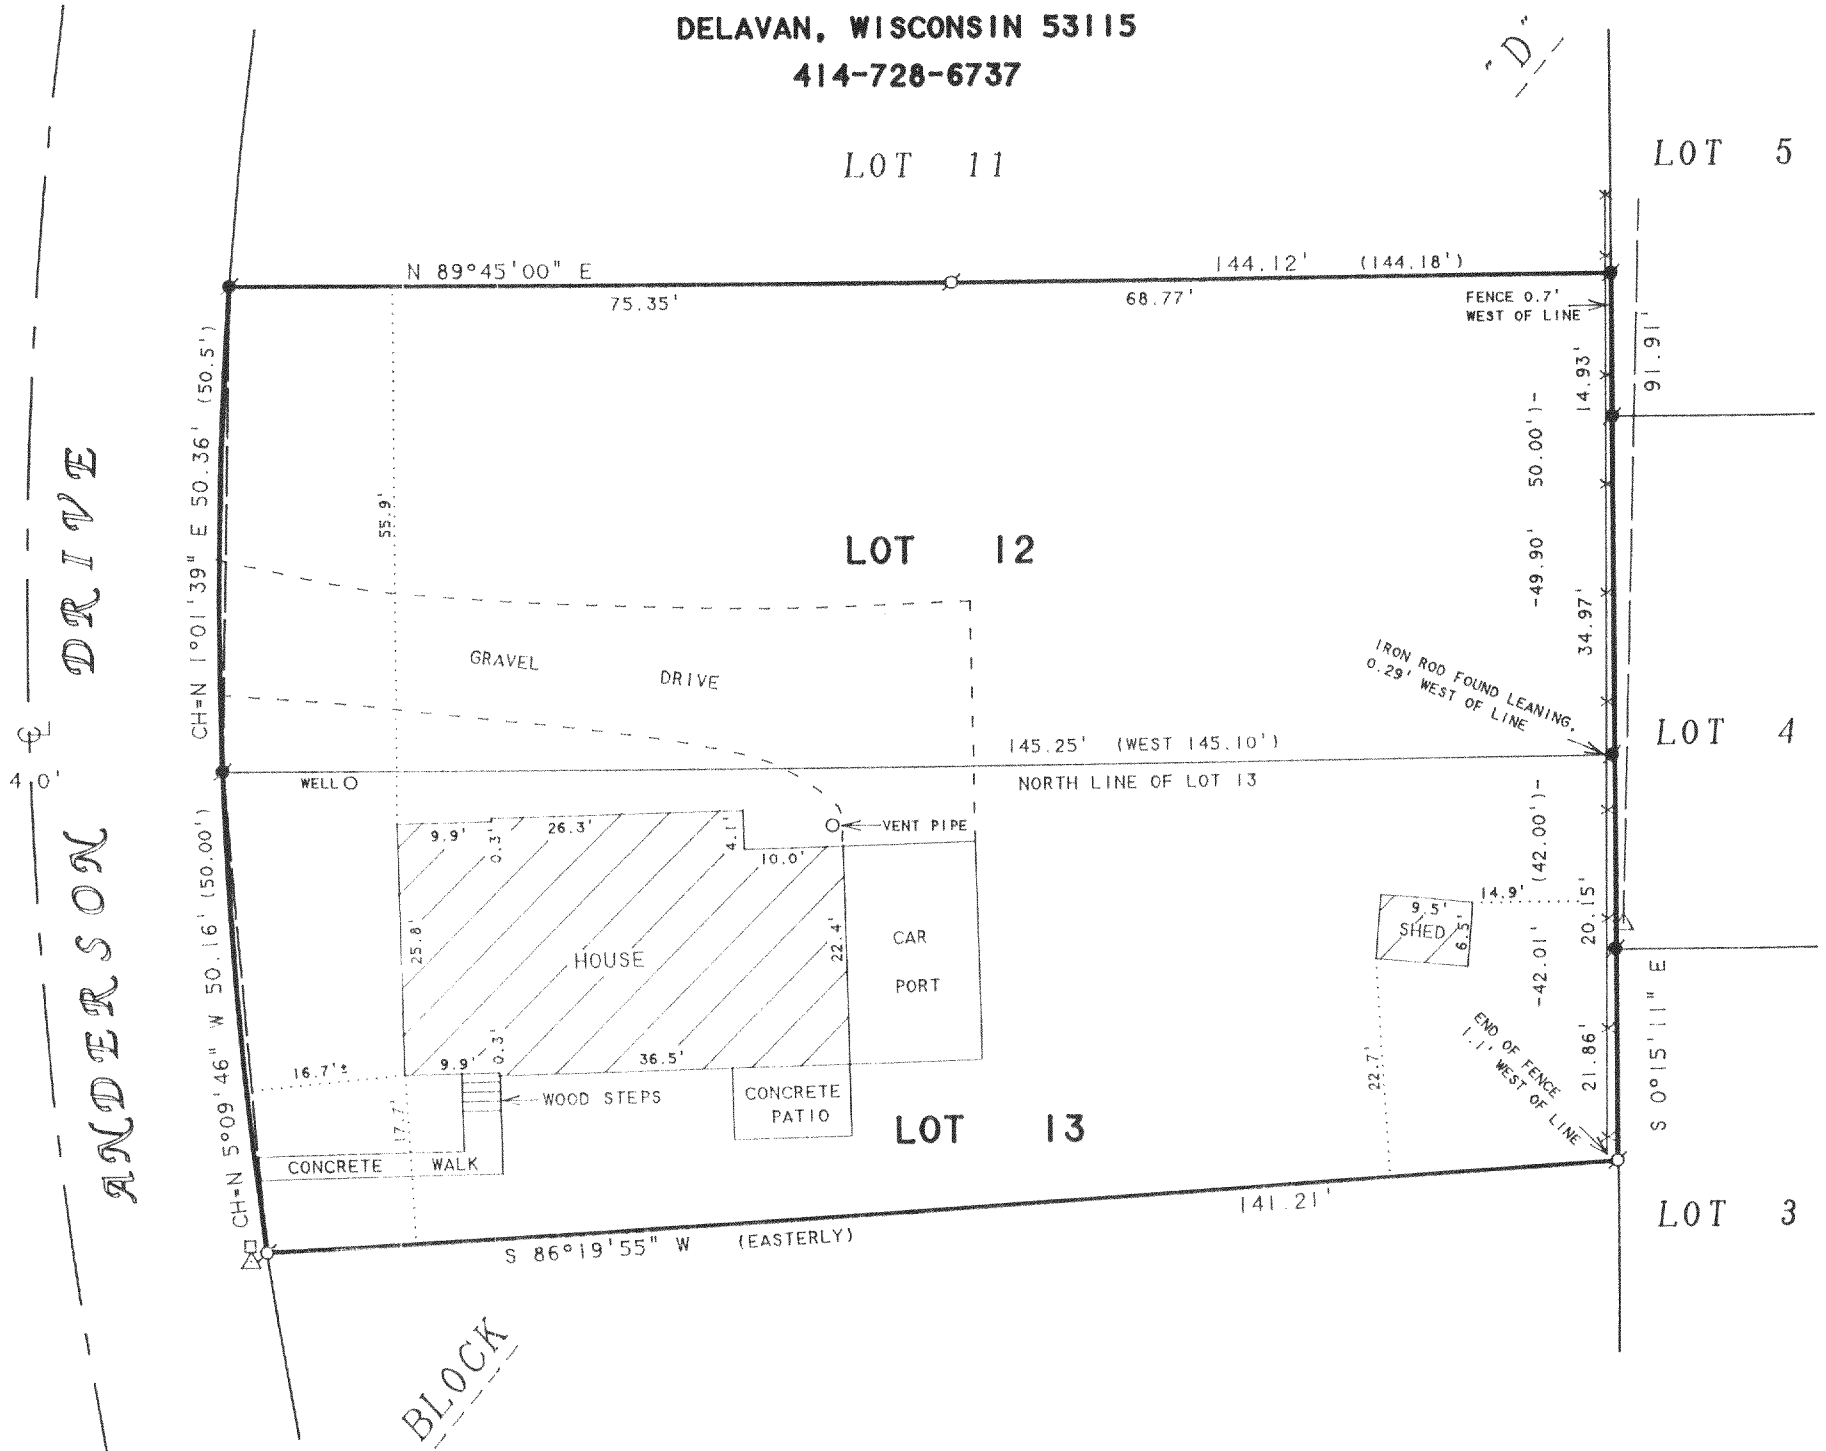 DELAVAN, WISCONSIN 53115
414-728-6737
"D"
LOT 11
LOT 5
N 89°45'00" E
144.12' (144.18')
75.35'
68.77'
FENCE 0.7'
WEST OF LINE
CH=N 1°01'39" E 50.36' (50.5')
14.93'
91.91'
-49.90' 50.00')-
55.9'
DRIVE
LOT 12
34.97'
GRAVEL DRIVE
IRON ROD FOUND LEANING,
0.29' WEST OF LINE
LOT 4
145.25' (WEST 145.10')
NORTH LINE OF LOT 13
WELL
40'
CH=N 5°09'46" W 50.16' (50.00')
ANDERSON
9.9'
0.3'
26.3'
4.1'
10.0'
VENT PIPE
-42.01' (42.00')-
14.9'
9.5'
SHED
6.5'
20.15'
25.8'
HOUSE
22.4'
CAR
PORT
S 0°15'11" E
END OF FENCE
1.1' WEST OF LINE
21.86'
16.7'±
9.9'
0.3'
36.5'
22.7'
WOOD STEPS
CONCRETE
PATIO
17.7'
LOT 13
CONCRETE WALK
141.21'
LOT 3
S 86°19'55" W (EASTERLY)
BLOCK